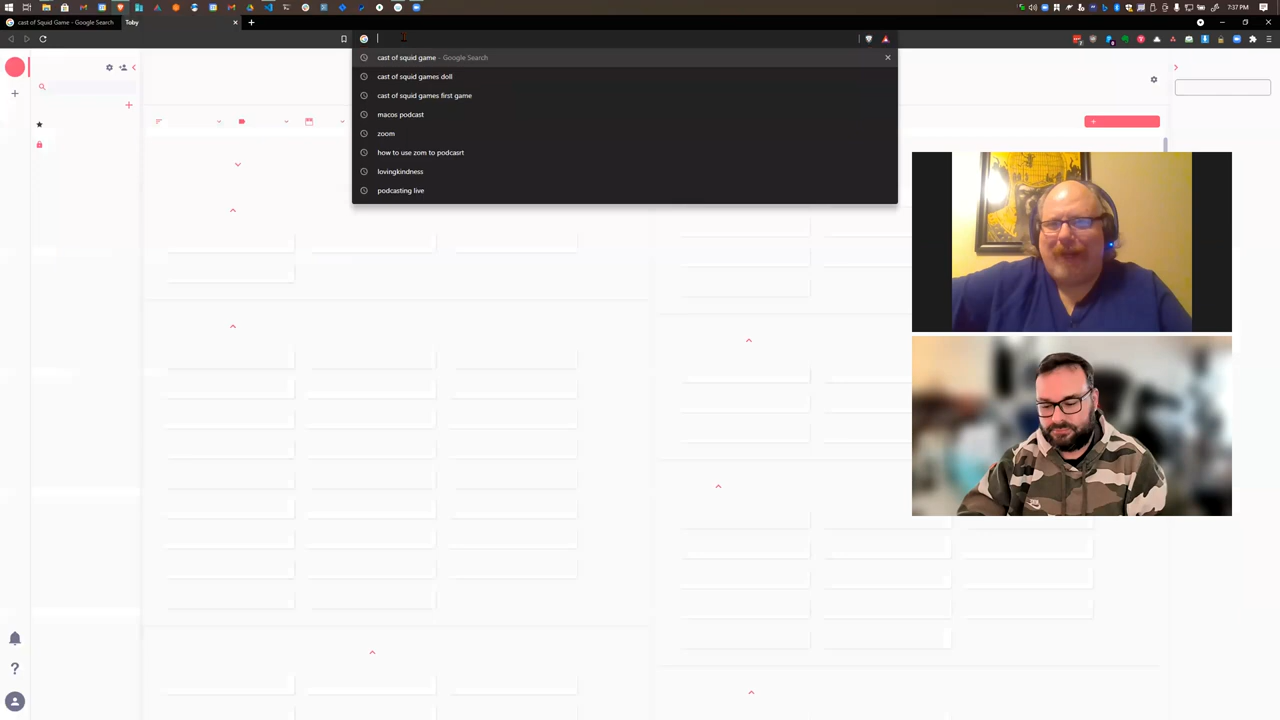 7:37 PM
cast of Squid Game - Google Search
Toby
cast of squid game - Google Search
cast of squid games doll
cast of squid games first game
macos podcast
zoom
how to use zom to podcasrt
lovingkindness
podcasting live